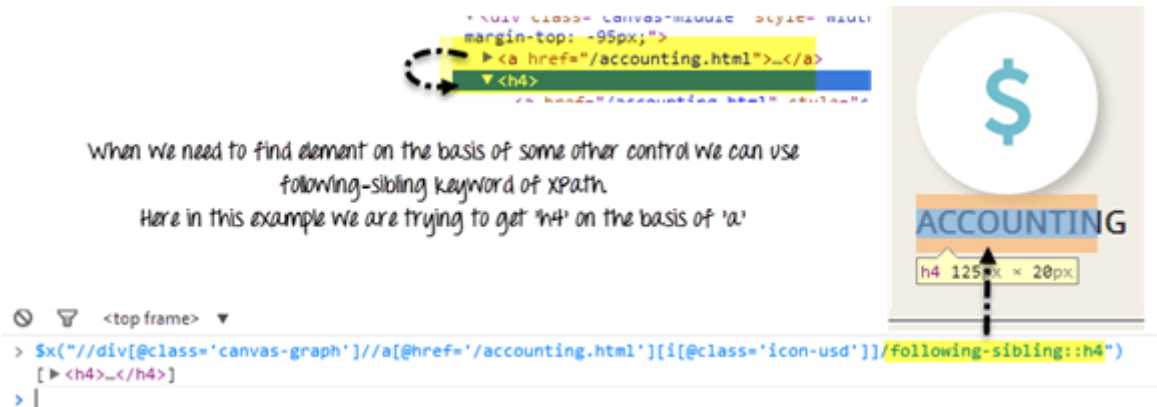 margin-top: -95px;">
▶<a href="/accounting.html">…</a>
▼<h4>
When we need to find element on the basis of some other control we can use
following-sibling keyword of XPath.
Here in this example we are trying to get 'h4' on the basis of 'a'
$
ACCOUNTING
h4 125px × 20px
<top frame> ▼
> $x("//div[@class='canvas-graph']//a[@href='/accounting.html'][i[@class='icon-usd']]/following-sibling::h4")
[▶<h4>…</h4>]
>